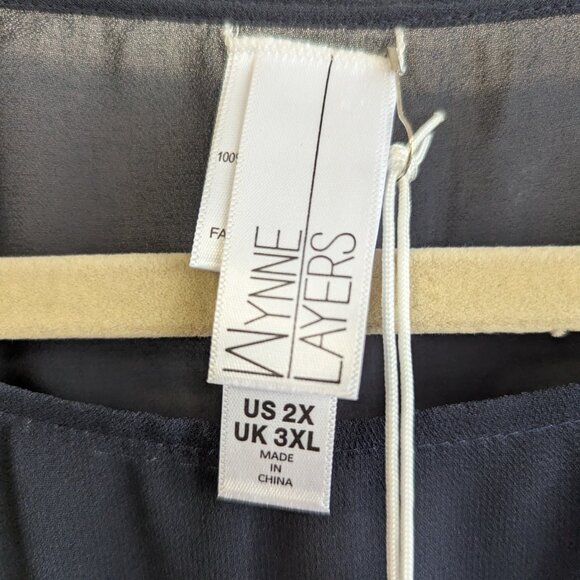 100%
FA
WYNNE
LAYERS
US 2X
UK 3XL
MADE
IN
CHINA